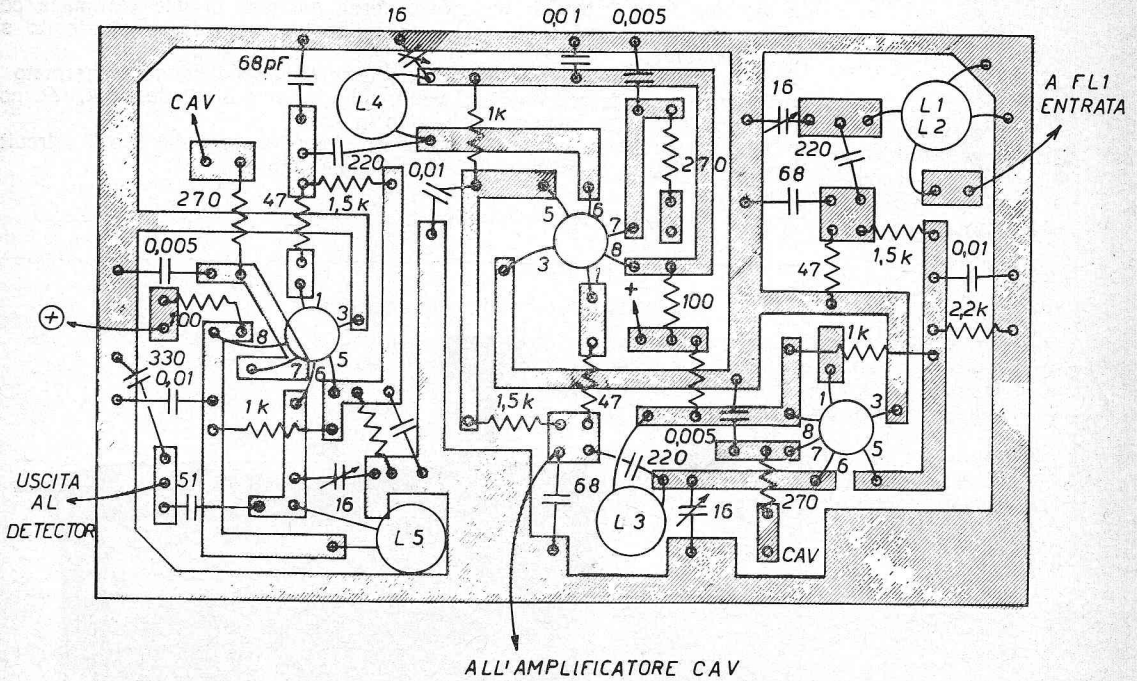 16
0,01
0,005
68pF
L4
CAV
1k
220
0,01
270
47
1,5k
270
16
220
L1
L2
A FL1
ENTRATA
68
1,5k
0,01
47
2,2k
0,005
100
8
1
3
7
6
5
5
6
7
8
3
1
+
100
+
330
0,01
1k
1,5k
47
1k
1
3
8
7
6
5
0,005
220
68
L3
16
270
CAV
USCITA
AL
DETECTOR
51
16
L5
ALL'AMPLIFICATORE CAV